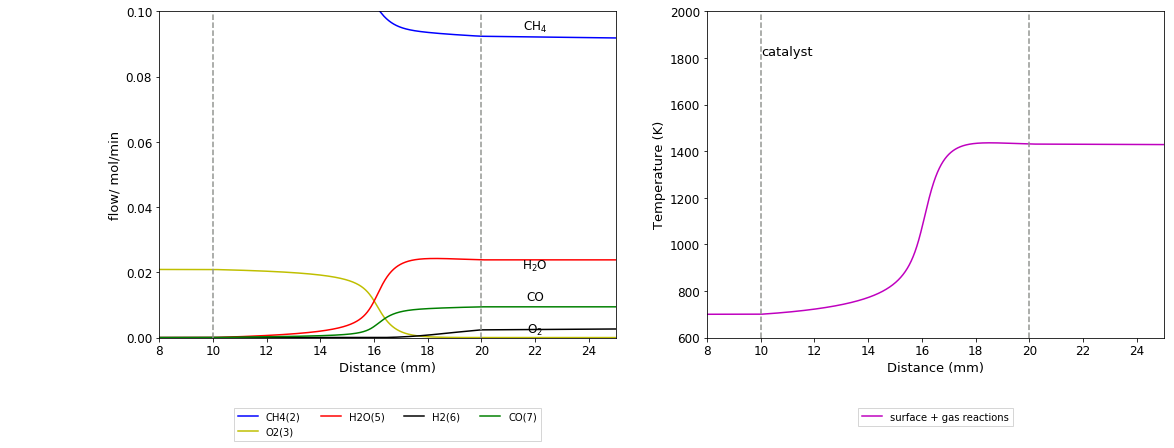 0.10
0.08
0.06
0.04
0.02
0.00
flow/ mol/min
CH₄
H₂O
CO
O₂
8 10 12 14 16 18 20 22 24
Distance (mm)
CH4(2) H2O(5) H2(6) CO(7)
O2(3)
2000
1800
1600
1400
1200
1000
800
600
Temperature (K)
catalyst
8 10 12 14 16 18 20 22 24
Distance (mm)
surface + gas reactions